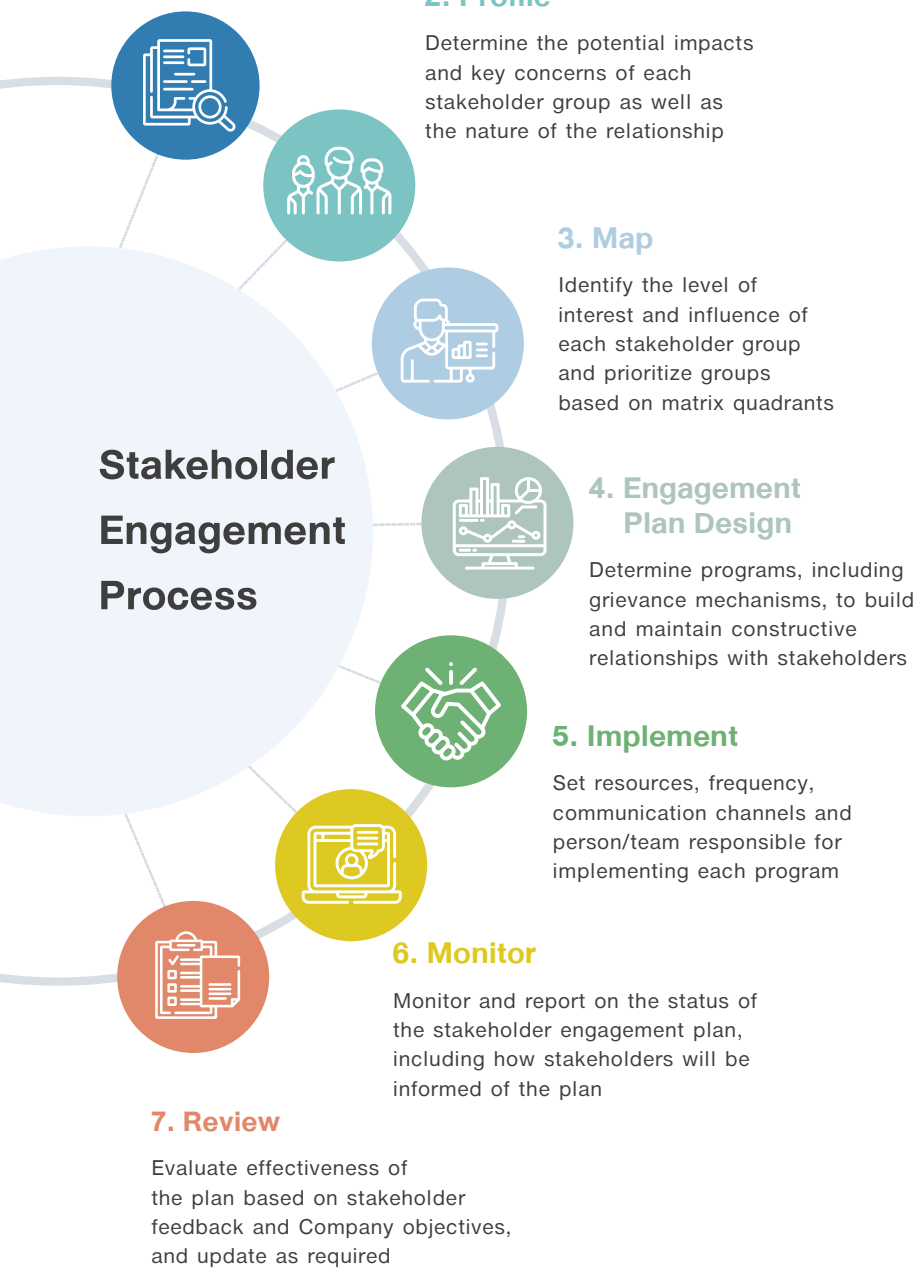 2. Profile
Determine the potential impacts
and key concerns of each
stakeholder group as well as
the nature of the relationship
3. Map
Identify the level of
interest and influence of
each stakeholder group
and prioritize groups
based on matrix quadrants
Stakeholder
Engagement
Process
4. Engagement
Plan Design
Determine programs, including
grievance mechanisms, to build
and maintain constructive
relationships with stakeholders
5. Implement
Set resources, frequency,
communication channels and
person/team responsible for
implementing each program
6. Monitor
Monitor and report on the status of
the stakeholder engagement plan,
including how stakeholders will be
informed of the plan
7. Review
Evaluate effectiveness of
the plan based on stakeholder
feedback and Company objectives,
and update as required